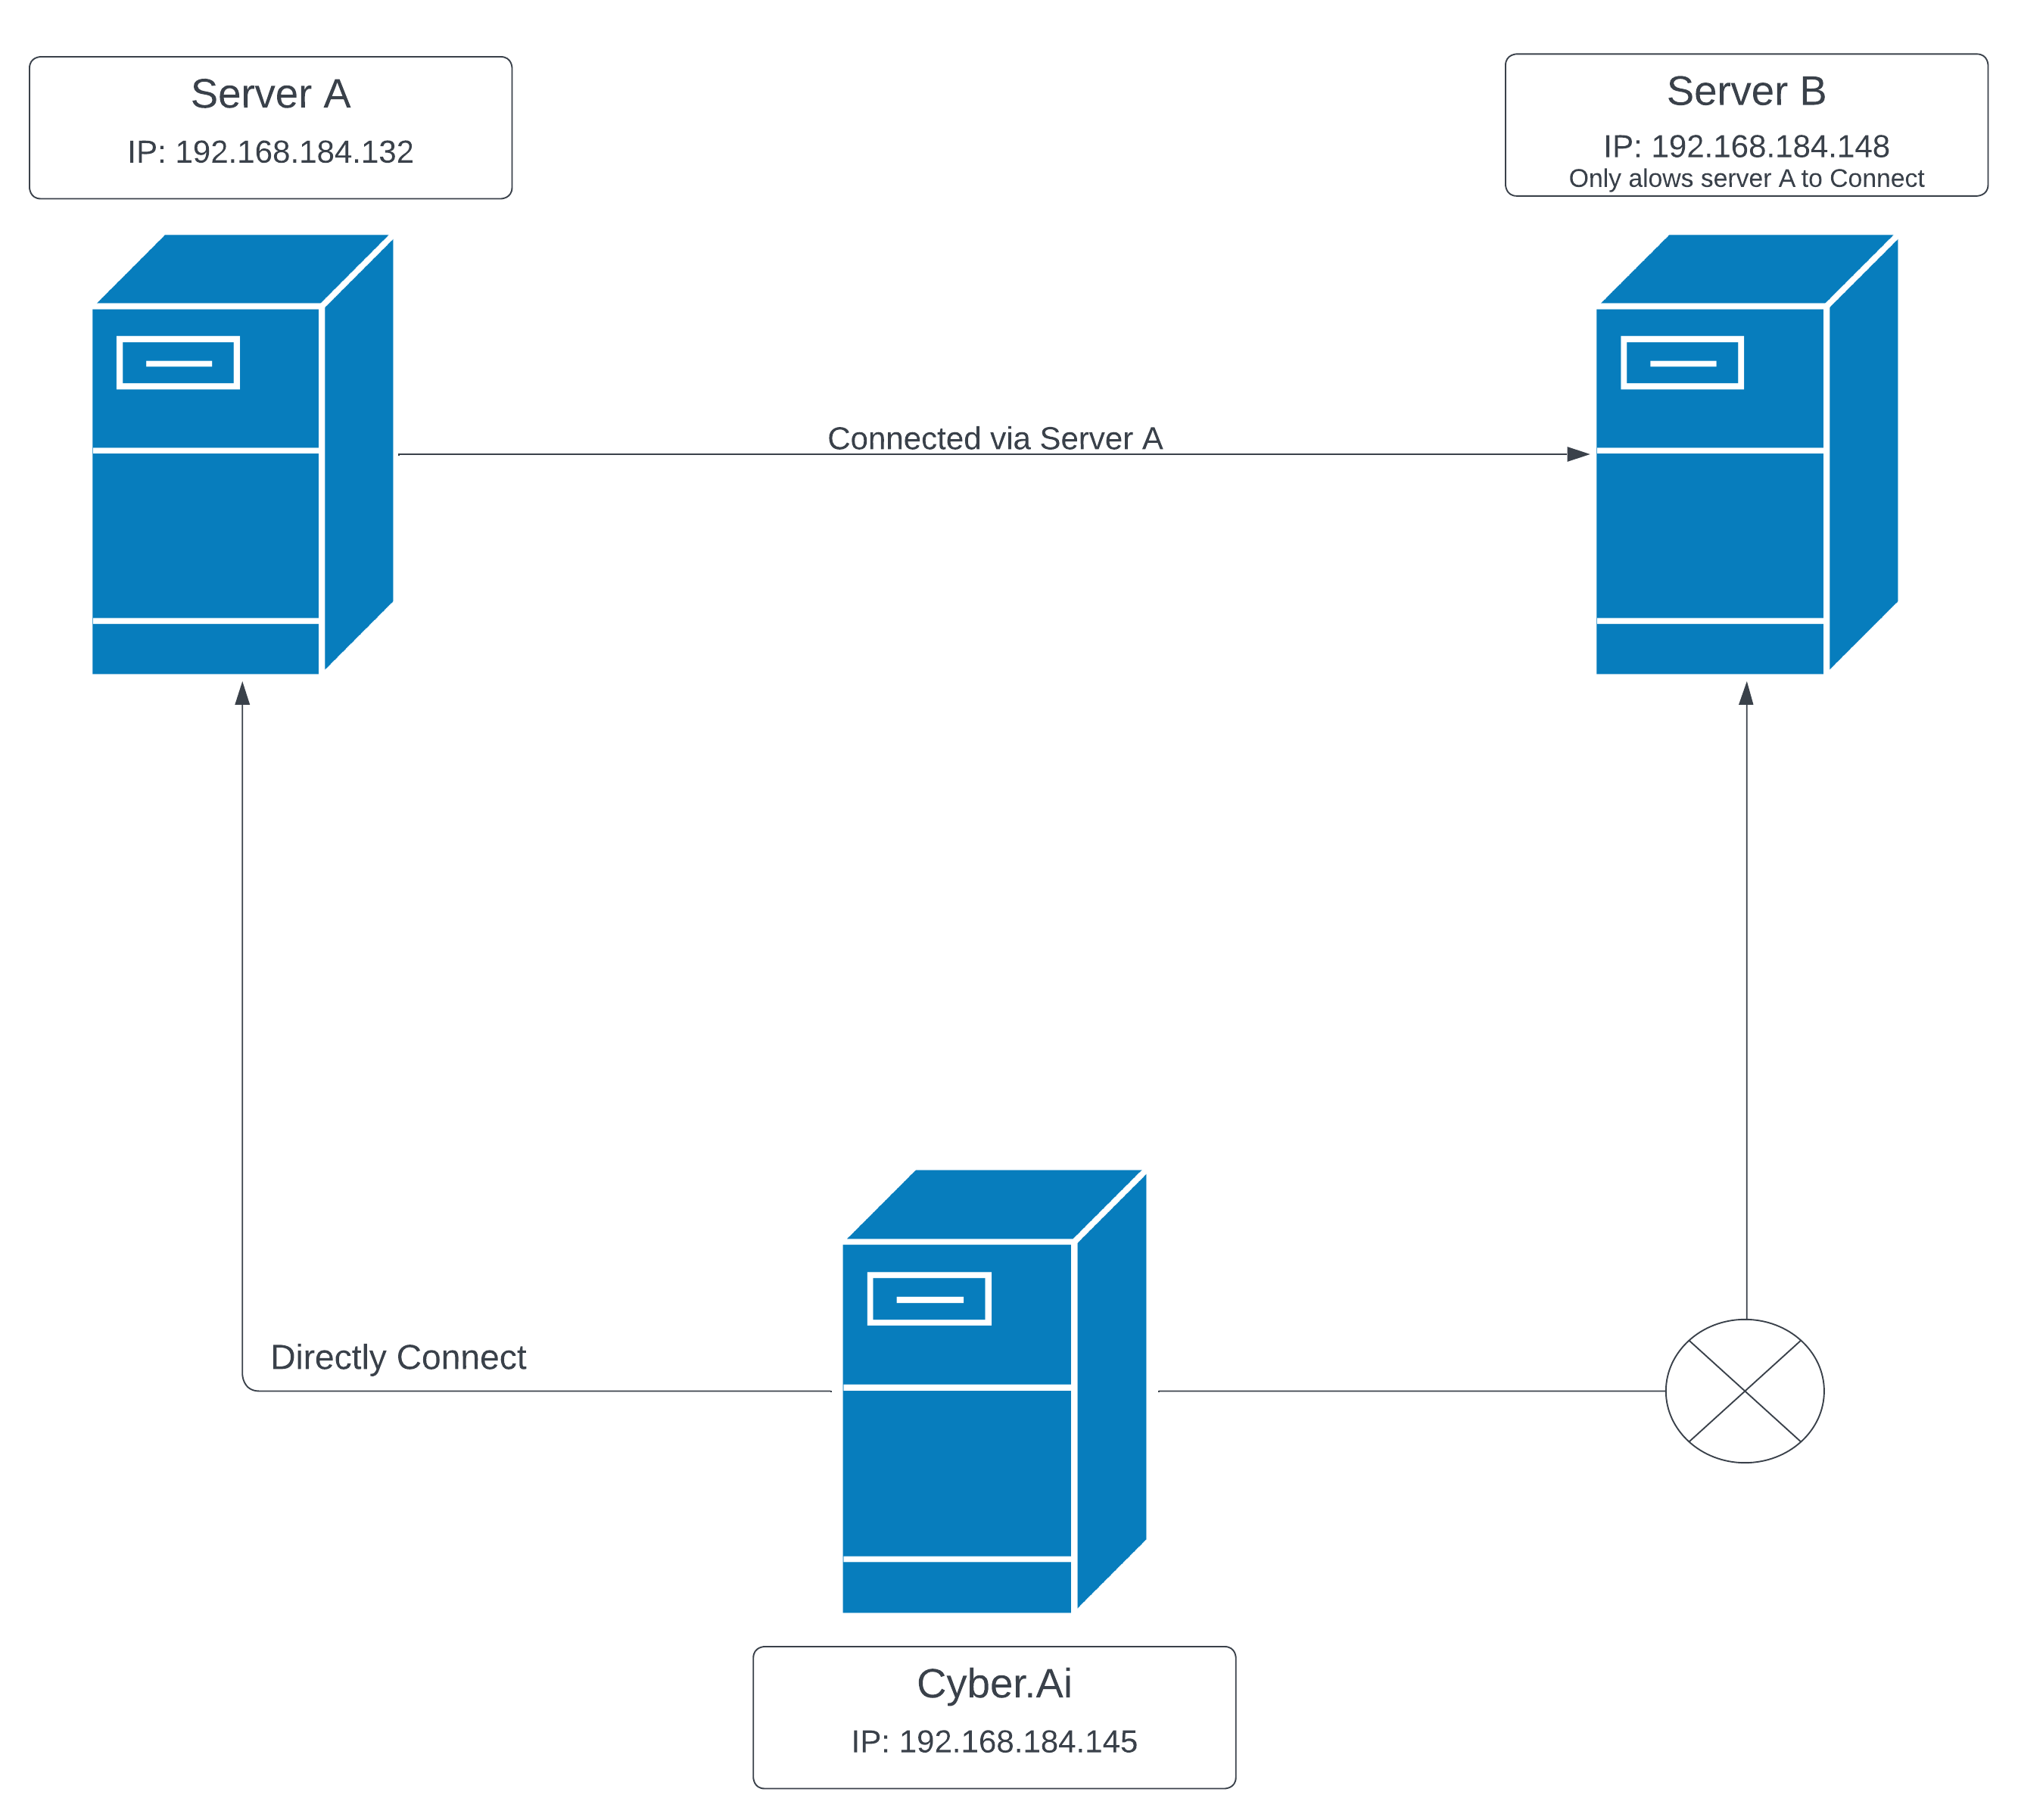 Server A
IP: 192.168.184.132
Server B
IP: 192.168.184.148
Only alows server A to Connect
Connected via Server A
Directly Connect
Cyber.Ai
IP: 192.168.184.145